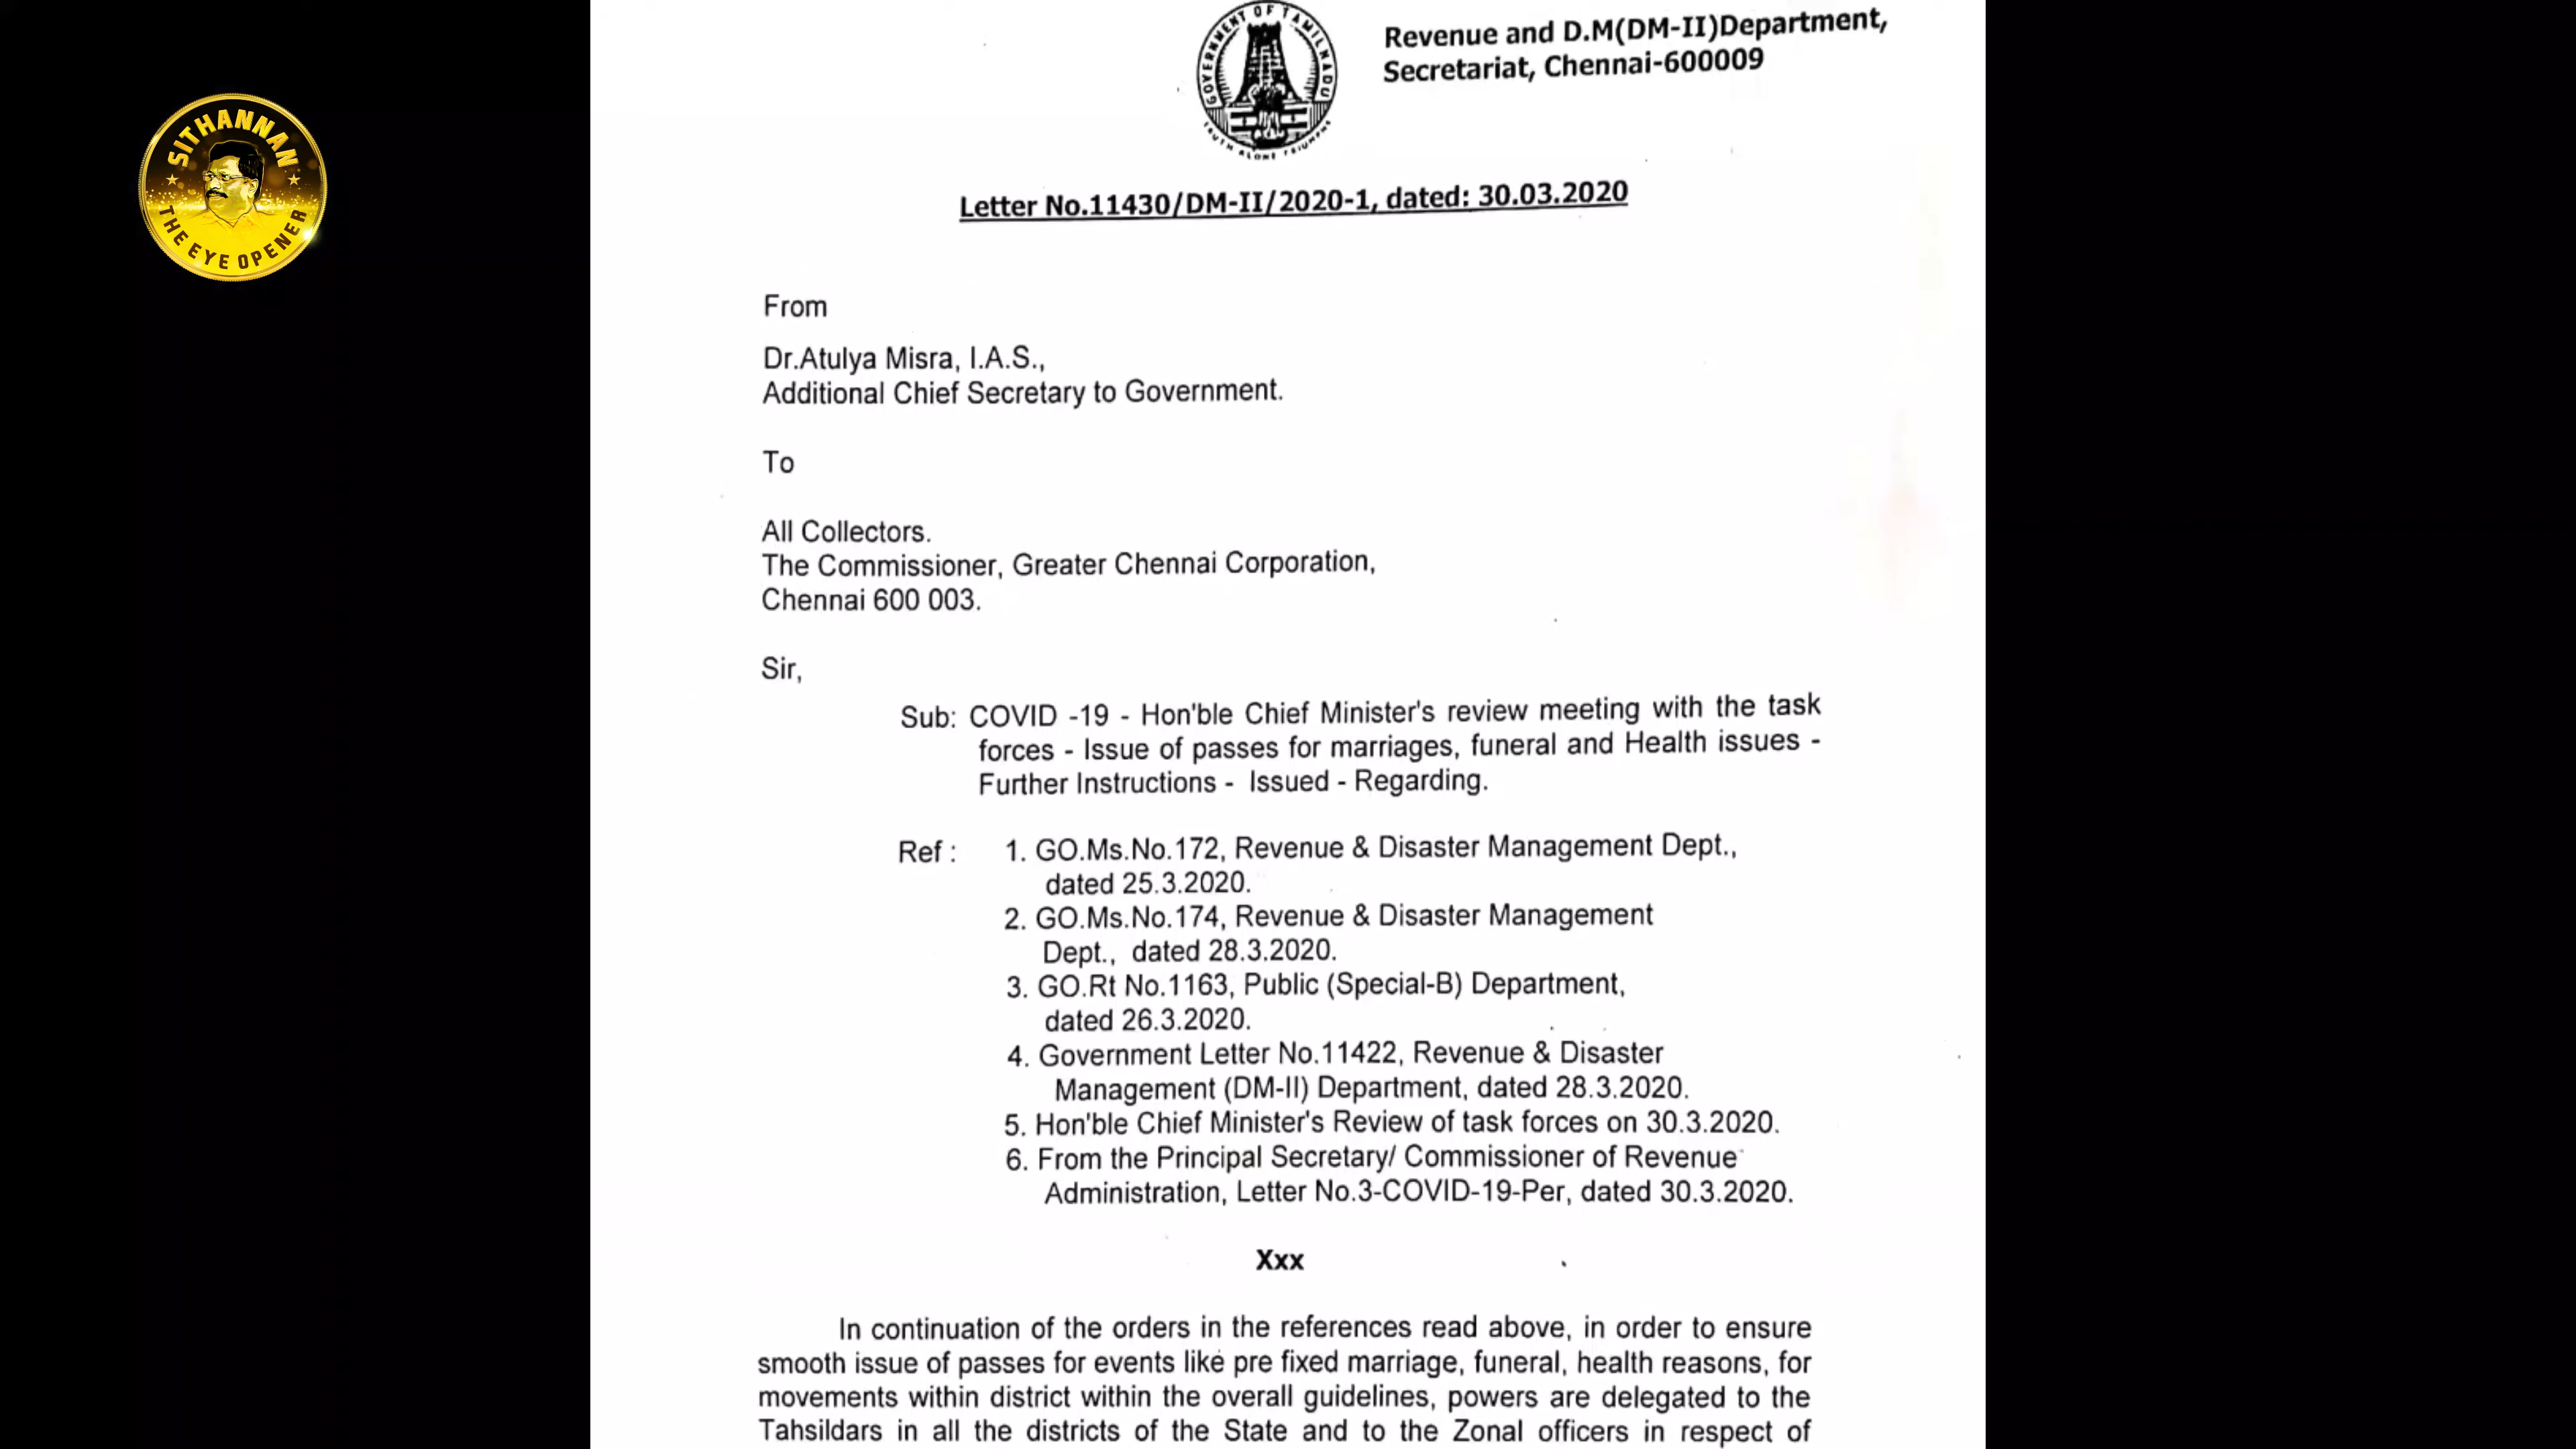 SITHANNAN
THE EYE OPENER
GOVERNMENT OF TAMILNADU
TRUTH ALONE TRIUMPHS
Revenue and D.M(DM-II)Department,
Secretariat, Chennai-600009
Letter No.11430/DM-II/2020-1, dated: 30.03.2020
From
Dr.Atulya Misra, I.A.S.,
Additional Chief Secretary to Government.
To
All Collectors.
The Commissioner, Greater Chennai Corporation,
Chennai 600 003.
Sir,
Sub: COVID -19 - Hon'ble Chief Minister's review meeting with the task
forces - Issue of passes for marriages, funeral and Health issues -
Further Instructions - Issued - Regarding.
Ref : 1. GO.Ms.No.172, Revenue & Disaster Management Dept.,
dated 25.3.2020.
2. GO.Ms.No.174, Revenue & Disaster Management
Dept., dated 28.3.2020.
3. GO.Rt No.1163, Public (Special-B) Department,
dated 26.3.2020.
4. Government Letter No.11422, Revenue & Disaster
Management (DM-II) Department, dated 28.3.2020.
5. Hon'ble Chief Minister's Review of task forces on 30.3.2020.
6. From the Principal Secretary/ Commissioner of Revenue
Administration, Letter No.3-COVID-19-Per, dated 30.3.2020.
Xxx
In continuation of the orders in the references read above, in order to ensure
smooth issue of passes for events like pre fixed marriage, funeral, health reasons, for
movements within district within the overall guidelines, powers are delegated to the
Tahsildars in all the districts of the State and to the Zonal officers in respect of